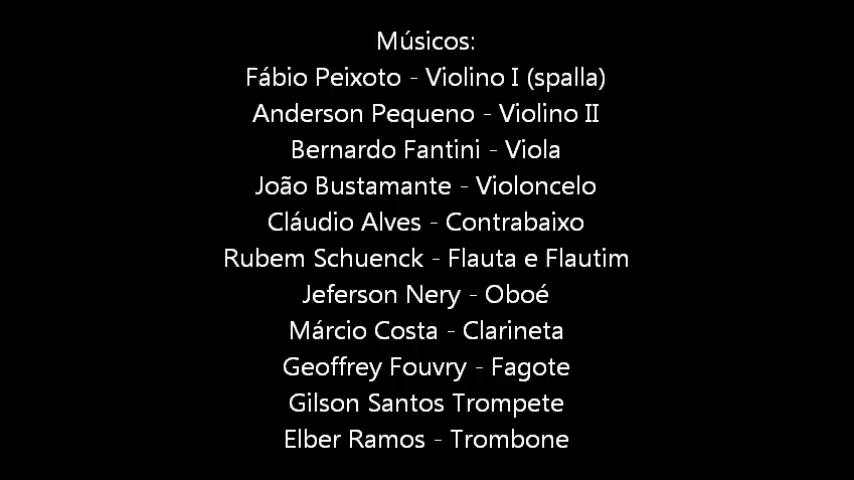 Músicos:
Fábio Peixoto - Violino I (spalla)
Anderson Pequeno - Violino II
Bernardo Fantini - Viola
João Bustamante - Violoncelo
Cláudio Alves - Contrabaixo
Rubem Schuenck - Flauta e Flautim
Jeferson Nery - Oboé
Márcio Costa - Clarineta
Geoffrey Fouvry - Fagote
Gilson Santos Trompete
Elber Ramos - Trombone